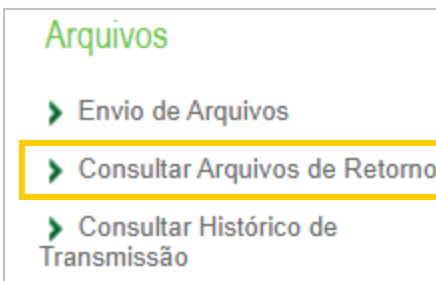 Arquivos
Envio de Arquivos
Consultar Arquivos de Retorno
Consultar Histórico de
Transmissão